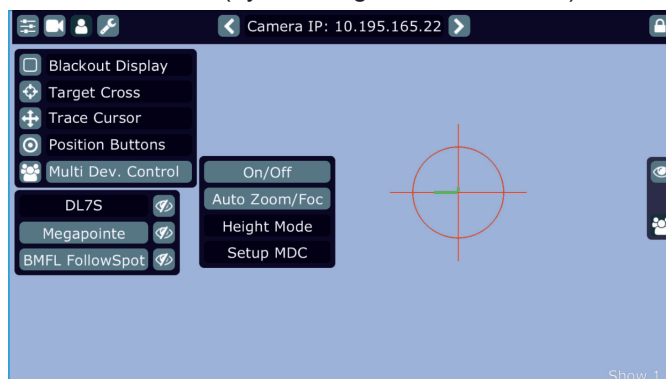 Camera IP: 10.195.165.22
Blackout Display
Target Cross
Trace Cursor
Position Buttons
Multi Dev. Control
On/Off
Auto Zoom/Foc
Height Mode
Setup MDC
DL7S
Megapointe
BMFL FollowSpot
Show 1